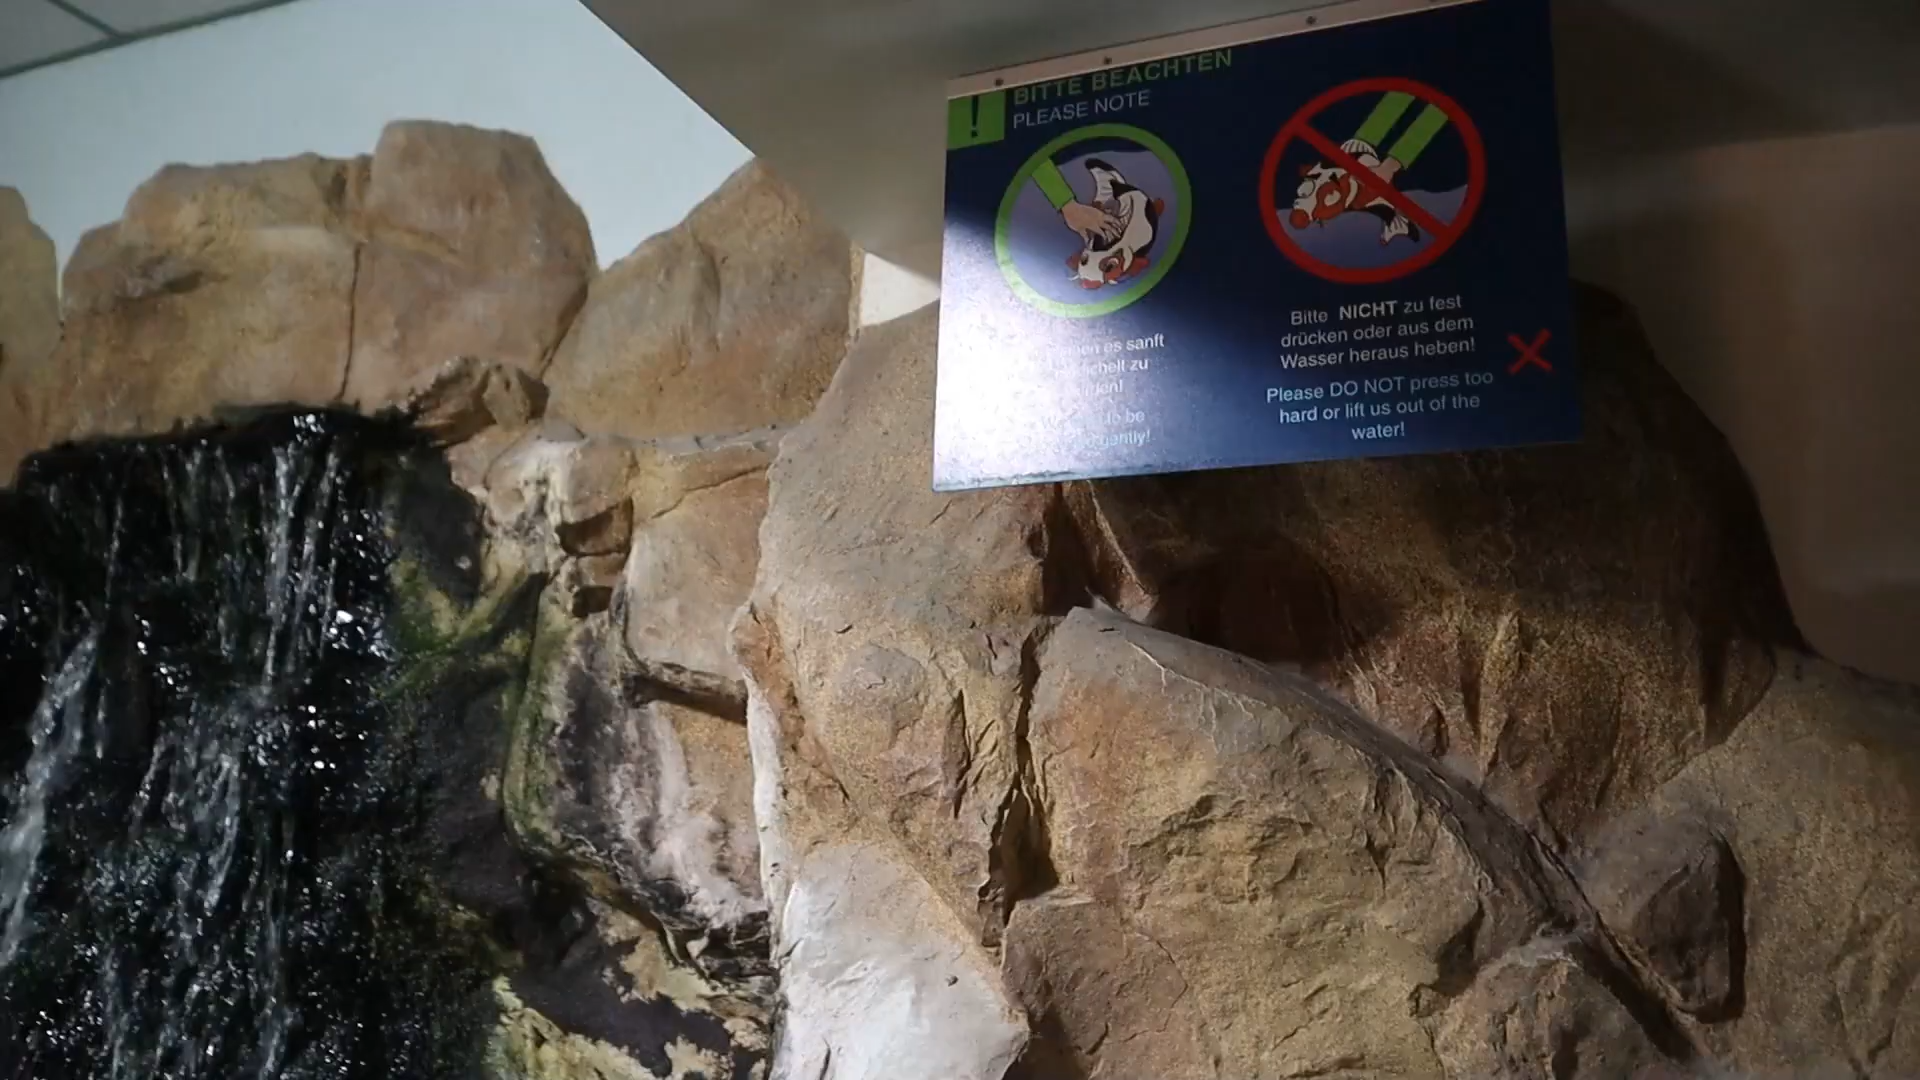 !
BITTE BEACHTEN
PLEASE NOTE
es sanft
zu
be
gently!
Bitte NICHT zu fest
drücken oder aus dem
Wasser heraus heben!
Please DO NOT press too
hard or lift us out of the
water!